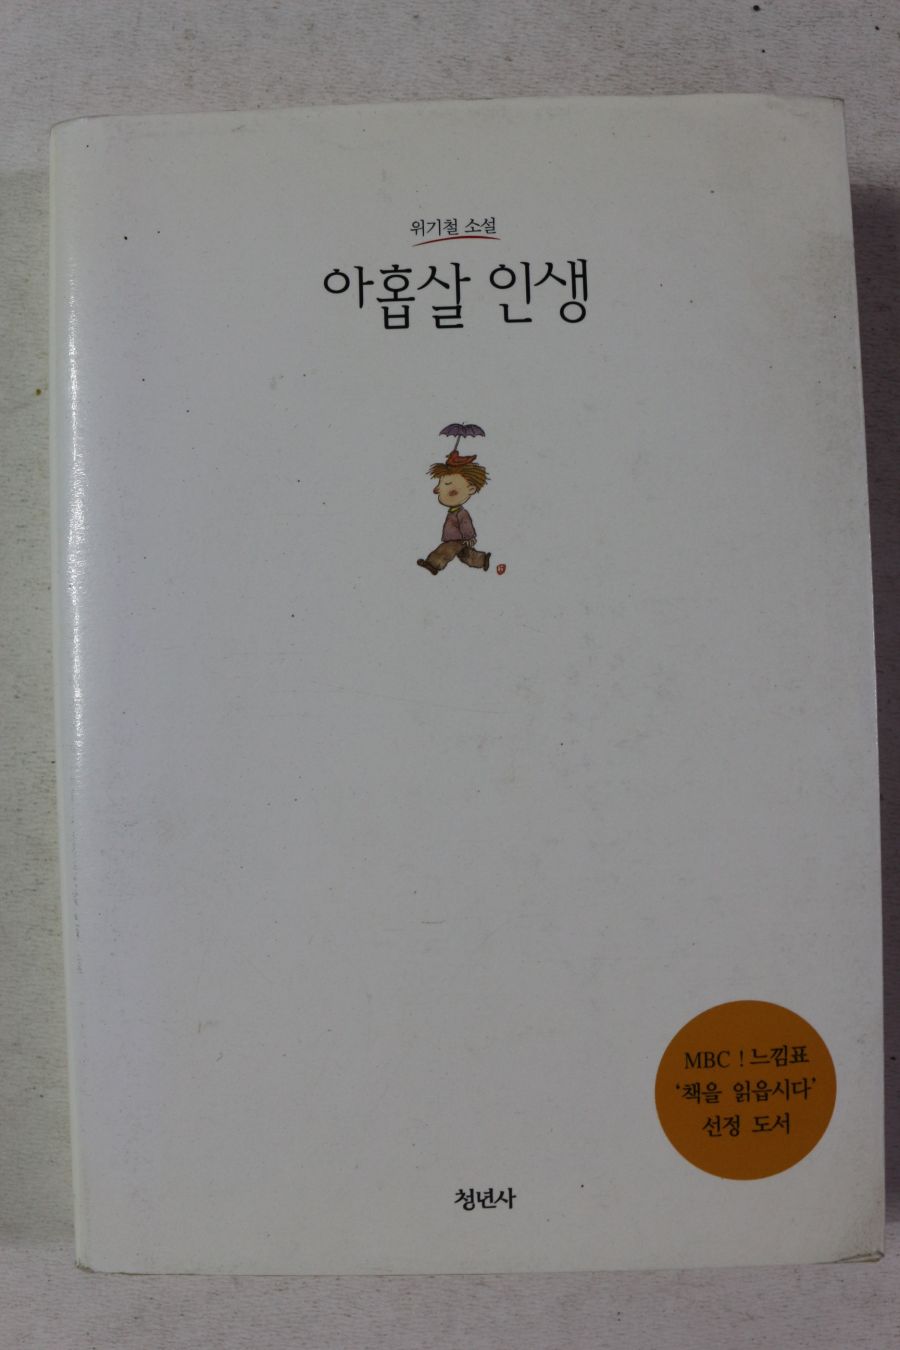 위기철 소설
아홉살 인생
MBC ! 느낌표
‘책을 읽읍시다’
선정 도서
청년사